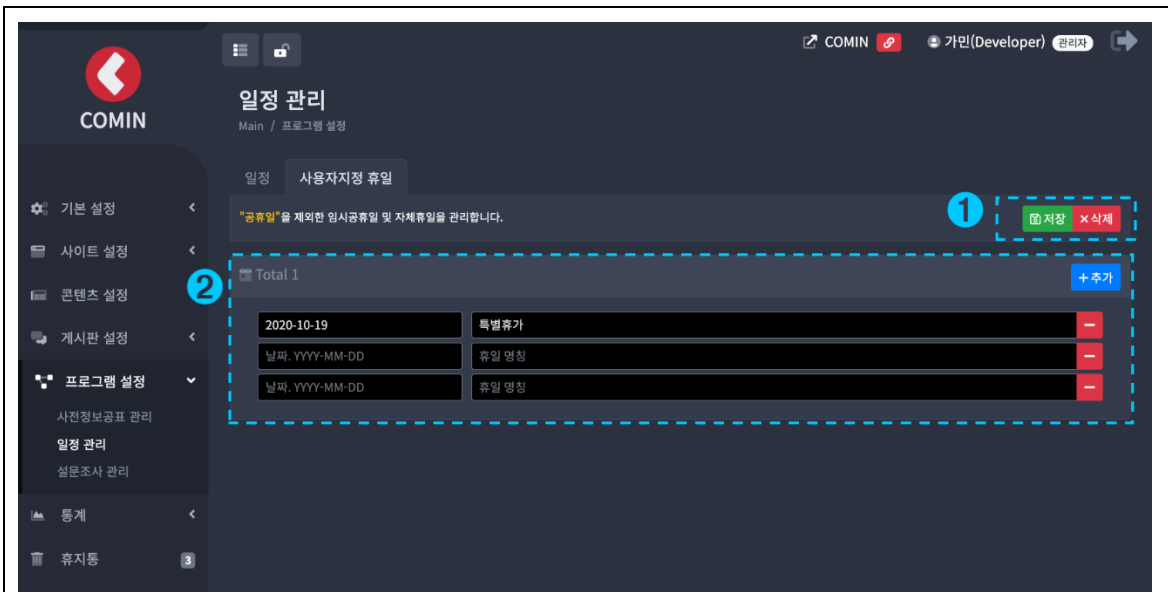 COMIN
COMIN 가민(Developer) 관리자
일정 관리
Main / 프로그램 설정
일정 사용자지정 휴일
"공휴일"을 제외한 임시공휴일 및 자체휴일을 관리합니다.
1
저장 ×삭제
기본 설정
사이트 설정
콘텐츠 설정
게시판 설정
프로그램 설정
사전정보공표 관리
일정 관리
설문조사 관리
통계
휴지통 3
2
Total 1
+추가
2020-10-19 특별휴가
날짜. YYYY-MM-DD 휴일 명칭
날짜. YYYY-MM-DD 휴일 명칭